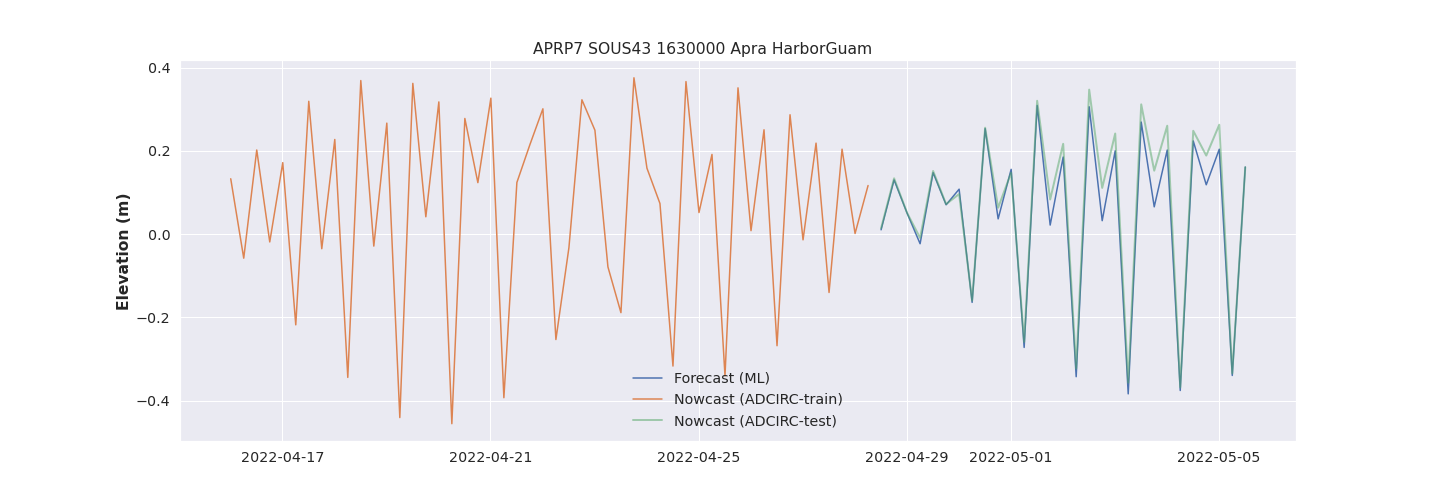 APRP7 SOUS43 1630000 Apra HarborGuam
Elevation (m)
0.4
0.2
0.0
−0.2
−0.4
Forecast (ML)
Nowcast (ADCIRC-train)
Nowcast (ADCIRC-test)
2022-04-17 2022-04-21 2022-04-25 2022-04-29 2022-05-01 2022-05-05